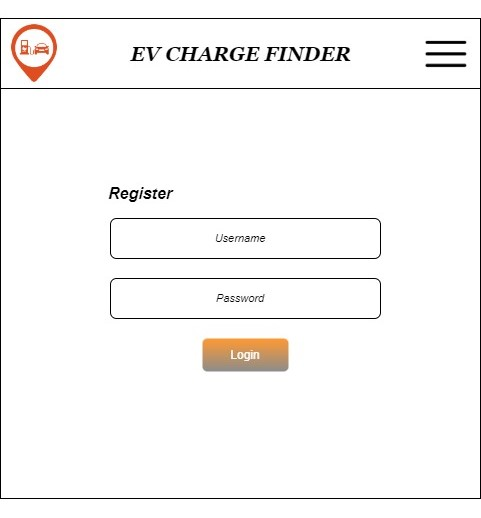 EV CHARGE FINDER
Register
Username
Password
Login